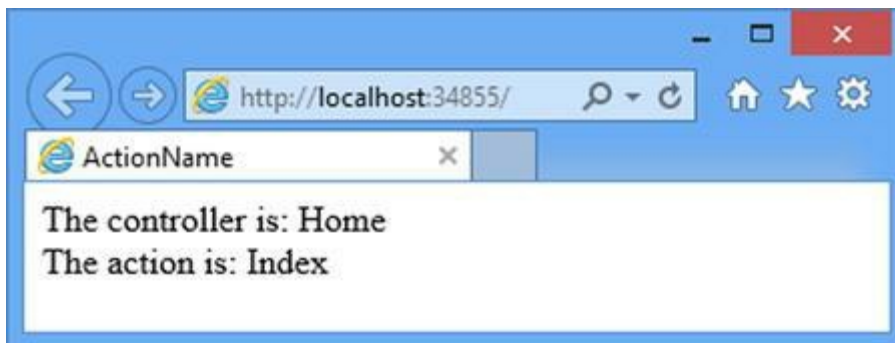 http://localhost:34855/
ActionName
The controller is: Home
The action is: Index